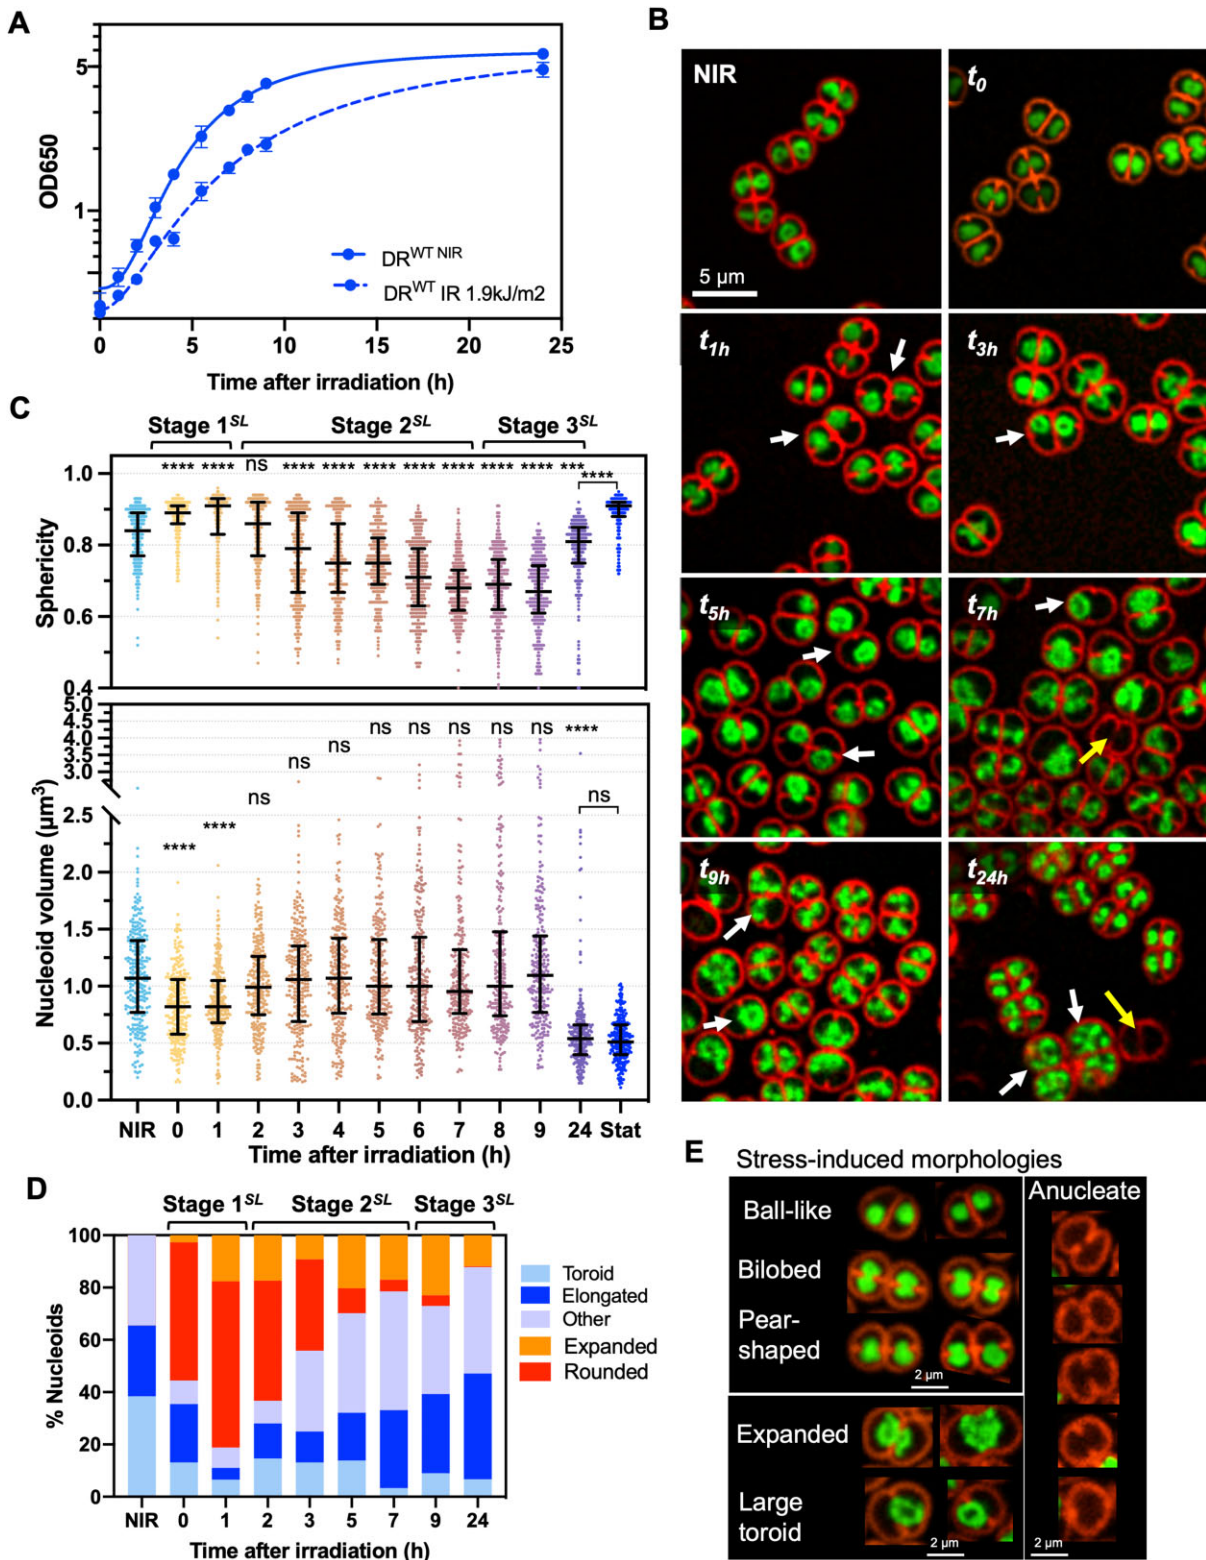 A
OD650
5
1
0
5
10
15
20
25
Time after irradiation (h)
DR^WT NIR
DR^WT IR 1.9kJ/m2
B
NIR
5 µm
t0
t1h
t3h
t5h
t7h
t9h
t24h
C
Stage 1^SL
Stage 2^SL
Stage 3^SL
**** **** ns **** **** **** **** **** **** **** ***
****
Sphericity
1.0
0.8
0.6
0.4
Nucleoid volume (µm³)
5.0
4.5
4.0
3.5
3.0
2.5
2.0
1.5
1.0
0.5
0.0
**** **** ns ns ns ns ns ns ns ns ****
ns
NIR 0 1 2 3 4 5 6 7 8 9 24 Stat
Time after irradiation (h)
D
Stage 1^SL
Stage 2^SL
Stage 3^SL
% Nucleoids
100
80
60
40
20
0
NIR 0 1 2 3 5 7 9 24
Time after irradiation (h)
Toroid
Elongated
Other
Expanded
Rounded
E
Stress-induced morphologies
Ball-like
Bilobed
Pear-
shaped
2 µm
Expanded
Large
toroid
2 µm
Anucleate
2 µm